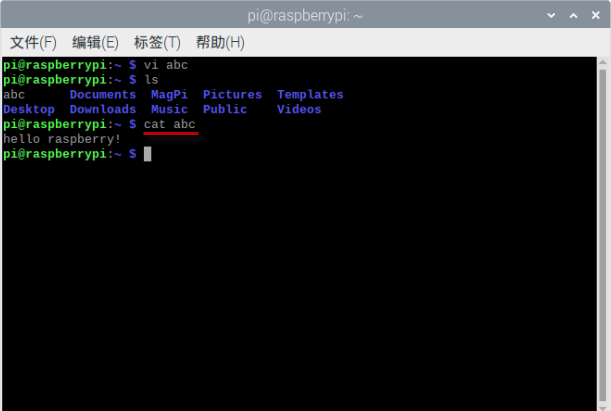 pi@raspberrypi: ~
文件(F) 编辑(E) 标签(T) 帮助(H)
pi@raspberrypi:~ $ vi abc
pi@raspberrypi:~ $ ls
abc Documents MagPi Pictures Templates
Desktop Downloads Music Public Videos
pi@raspberrypi:~ $ cat abc
hello raspberry!
pi@raspberrypi:~ $